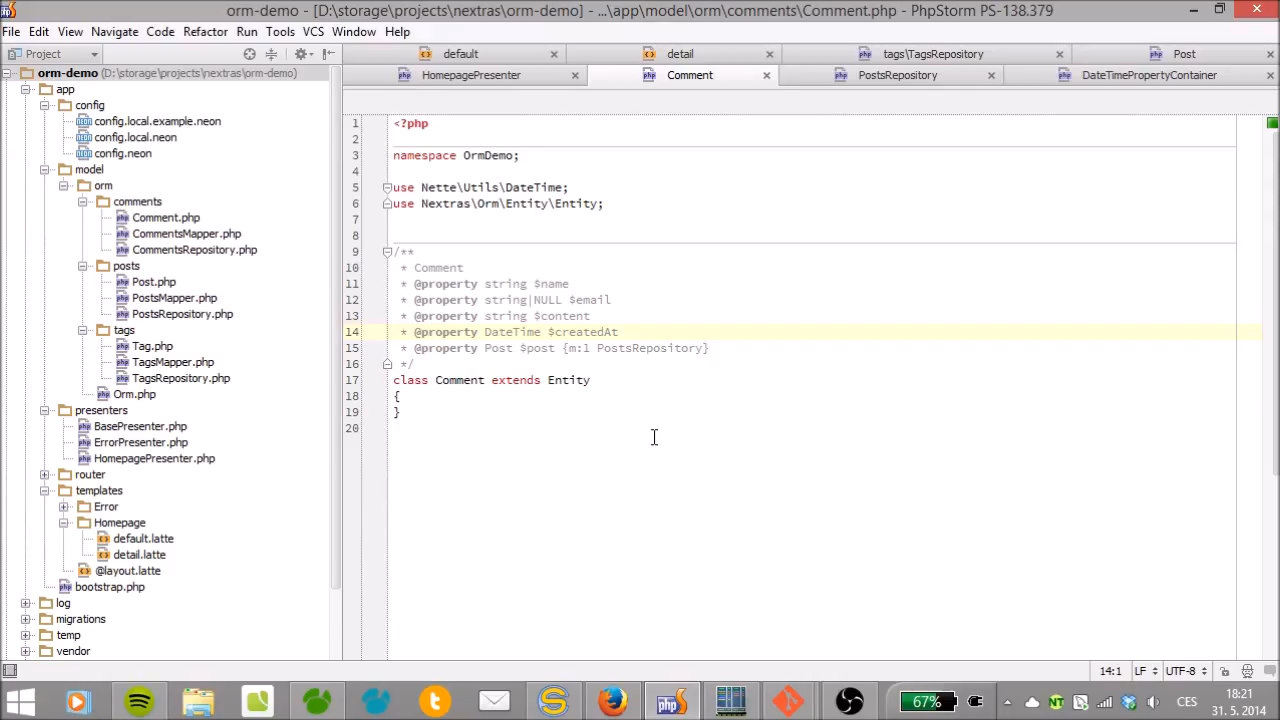 orm-demo - [D:\storage\projects\nextras\orm-demo] - ...\app\model\orm\comments\Comment.php - PhpStorm PS-138.379
File Edit View Navigate Code Refactor Run Tools VCS Window Help
Project
default
detail
tags\TagsRepository
Post
HomepagePresenter
Comment
PostsRepository
DateTimePropertyContainer
orm-demo (D:\storage\projects\nextras\orm-demo)
app
config
config.local.example.neon
config.local.neon
config.neon
model
orm
comments
Comment.php
CommentsMapper.php
CommentsRepository.php
posts
Post.php
PostsMapper.php
PostsRepository.php
tags
Tag.php
TagsMapper.php
TagsRepository.php
Orm.php
presenters
BasePresenter.php
ErrorPresenter.php
HomepagePresenter.php
router
templates
Error
Homepage
default.latte
detail.latte
@layout.latte
bootstrap.php
log
migrations
temp
vendor
1 <?php
2
3 namespace OrmDemo;
4
5 use Nette\Utils\DateTime;
6 use Nextras\Orm\Entity\Entity;
7
8
9 /**
10 * Comment
11 * @property string $name
12 * @property string|NULL $email
13 * @property string $content
14 * @property DateTime $createdAt
15 * @property Post $post {m:1 PostsRepository}
16 */
17 class Comment extends Entity
18 {
19 }
20
14:1 LF UTF-8
67% CES 18:21
31. 5. 2014